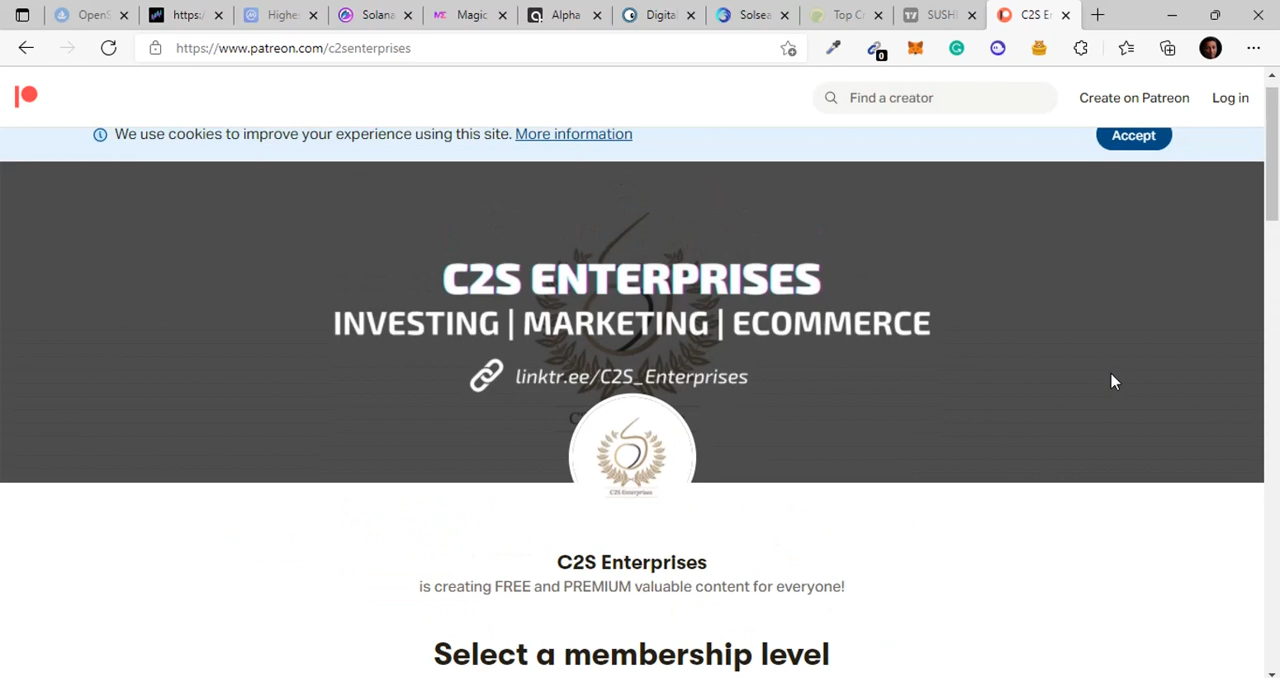 OpenS
https:/
Highe
Solana
Magic
Alpha
Digita
Solsea
Top Cr
SUSHI
C2S Er
https://www.patreon.com/c2senterprises
0
Find a creator
Create on Patreon
Log in
We use cookies to improve your experience using this site. More information
Accept
C2S ENTERPRISES
INVESTING | MARKETING | ECOMMERCE
linktr.ee/C2S_Enterprises
C2S Enterprises
C2S Enterprises
is creating FREE and PREMIUM valuable content for everyone!
Select a membership level